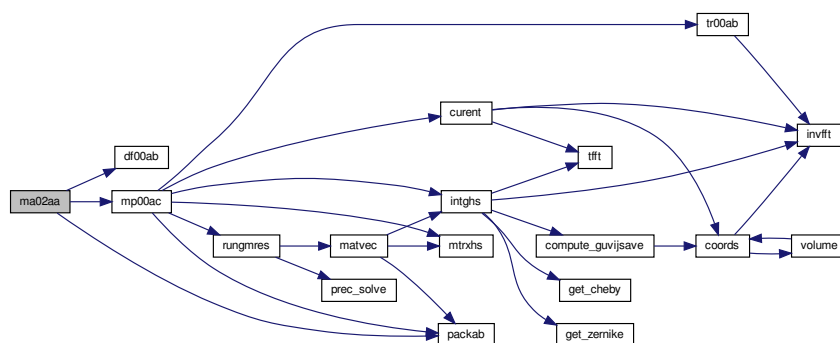 tr00ab
curent
invfft
df00ab
tfft
ma02aa
mp00ac
intghs
rungmres
matvec
mtrxhs
compute_guvijsave
coords
volume
prec_solve
get_cheby
packab
get_zernike